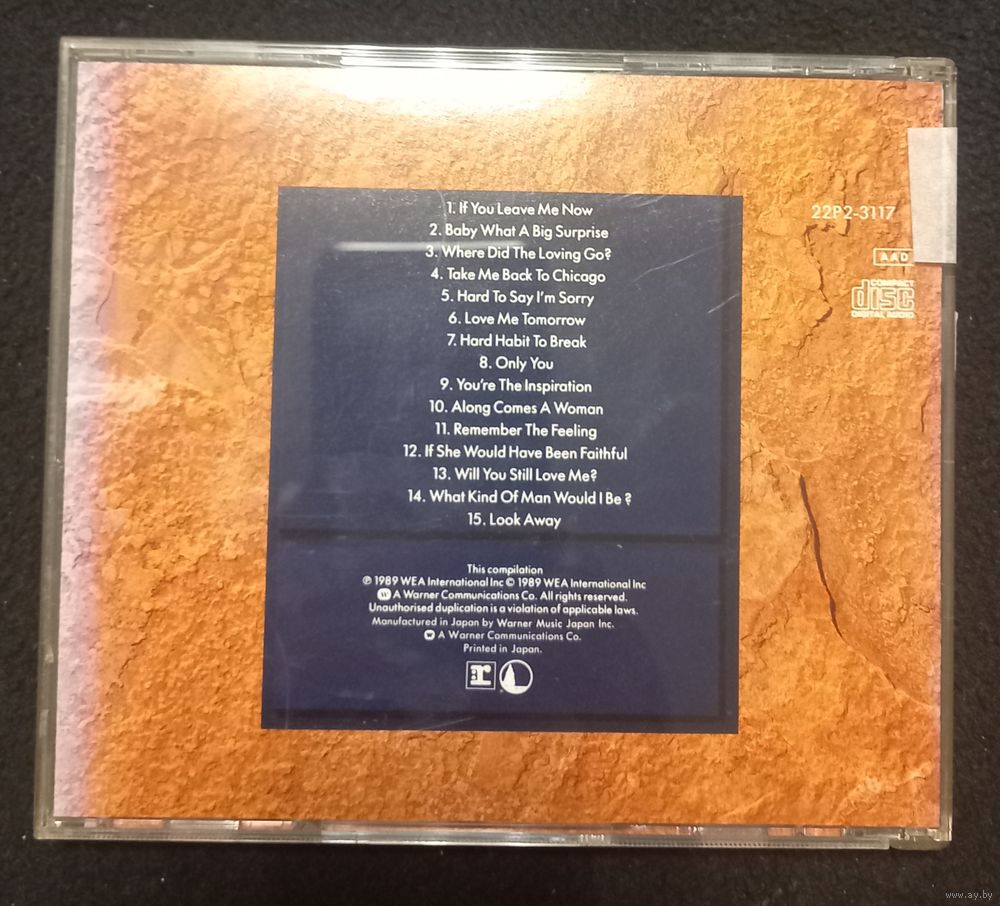 1. If You Leave Me Now
2. Baby What A Big Surprise
3. Where Did The Loving Go?
4. Take Me Back To Chicago
5. Hard To Say I'm Sorry
6. Love Me Tomorrow
7. Hard Habit To Break
8. Only You
9. You're The Inspiration
10. Along Comes A Woman
11. Remember The Feeling
12. If She Would Have Been Faithful
13. Will You Still Love Me?
14. What Kind Of Man Would I Be ?
15. Look Away
This compilation
℗ 1989 WEA International Inc © 1989 WEA International Inc
W A Warner Communications Co. All rights reserved.
Unauthorised duplication is a violation of applicable laws.
Manufactured in Japan by Warner Music Japan Inc.
W A Warner Communications Co.
Printed in Japan.
:r
22P2-3117
AAD
COMPACT
disc
DIGITAL AUDIO
www.ay.by